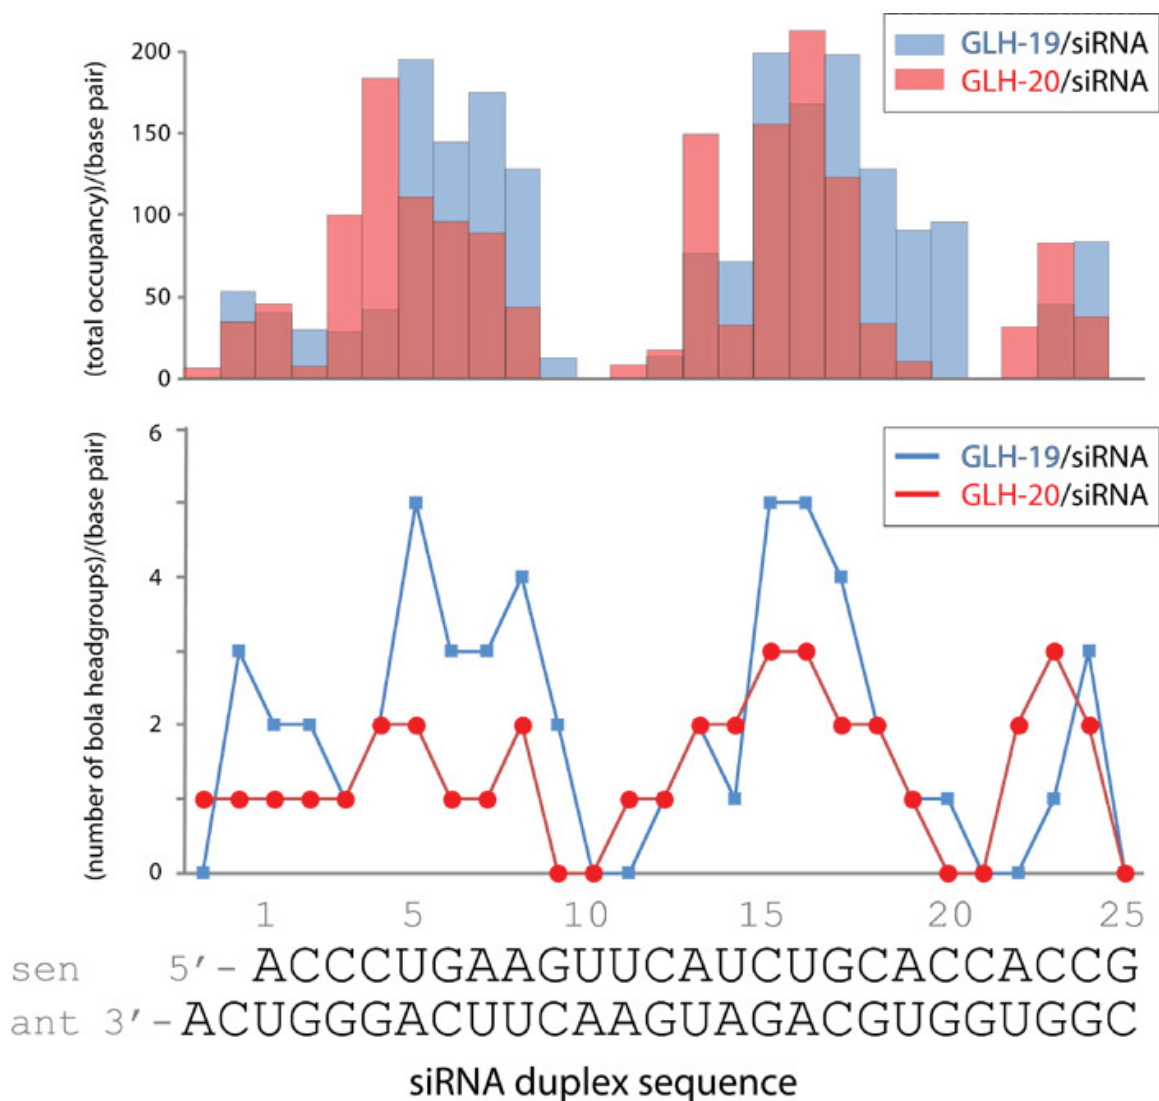 (total occupancy)/(base pair)
200
150
100
50
0
GLH-19/siRNA
GLH-20/siRNA
(number of bola headgroups)/(base pair)
6
4
2
0
GLH-19/siRNA
GLH-20/siRNA
1 5 10 15 20 25
sen 5′-ACCCUGAAGUUCAUCUGCACCACCG
ant 3′-ACUGGGACUUCAAGUAGACGUGGUGGC
siRNA duplex sequence